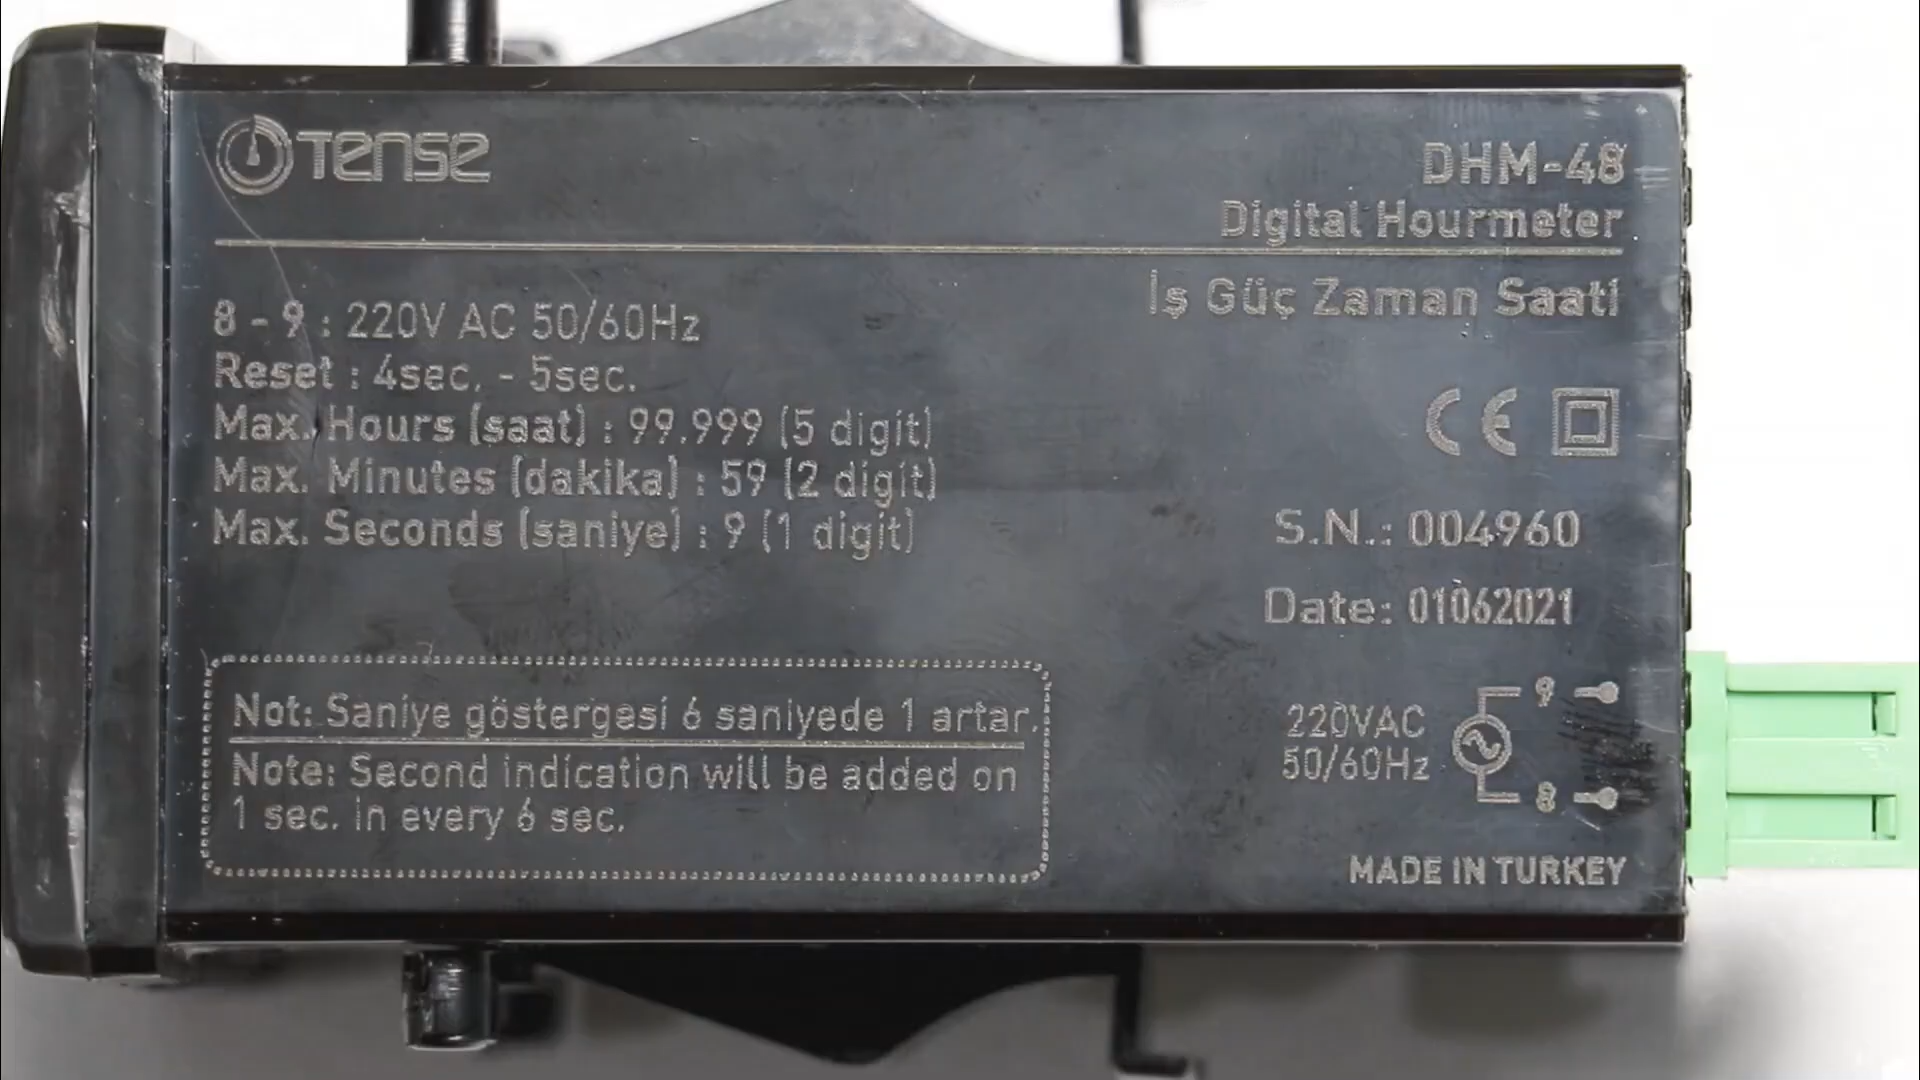 TENSE
DHM-48
Digital Hourmeter
İş Güç Zaman Saati
8 - 9 : 220V AC 50/60Hz
Reset : 4sec. - 5sec.
Max. Hours (saat) : 99.999 (5 digit)
Max. Minutes (dakika) : 59 (2 digit)
Max. Seconds (saniye) : 9 (1 digit)
CE
S.N.: 004960
Date: 01062021
Not: Saniye göstergesi 6 saniyede 1 artar.
Note: Second indication will be added on
1 sec. in every 6 sec.
9
220VAC
50/60Hz
8
MADE IN TURKEY